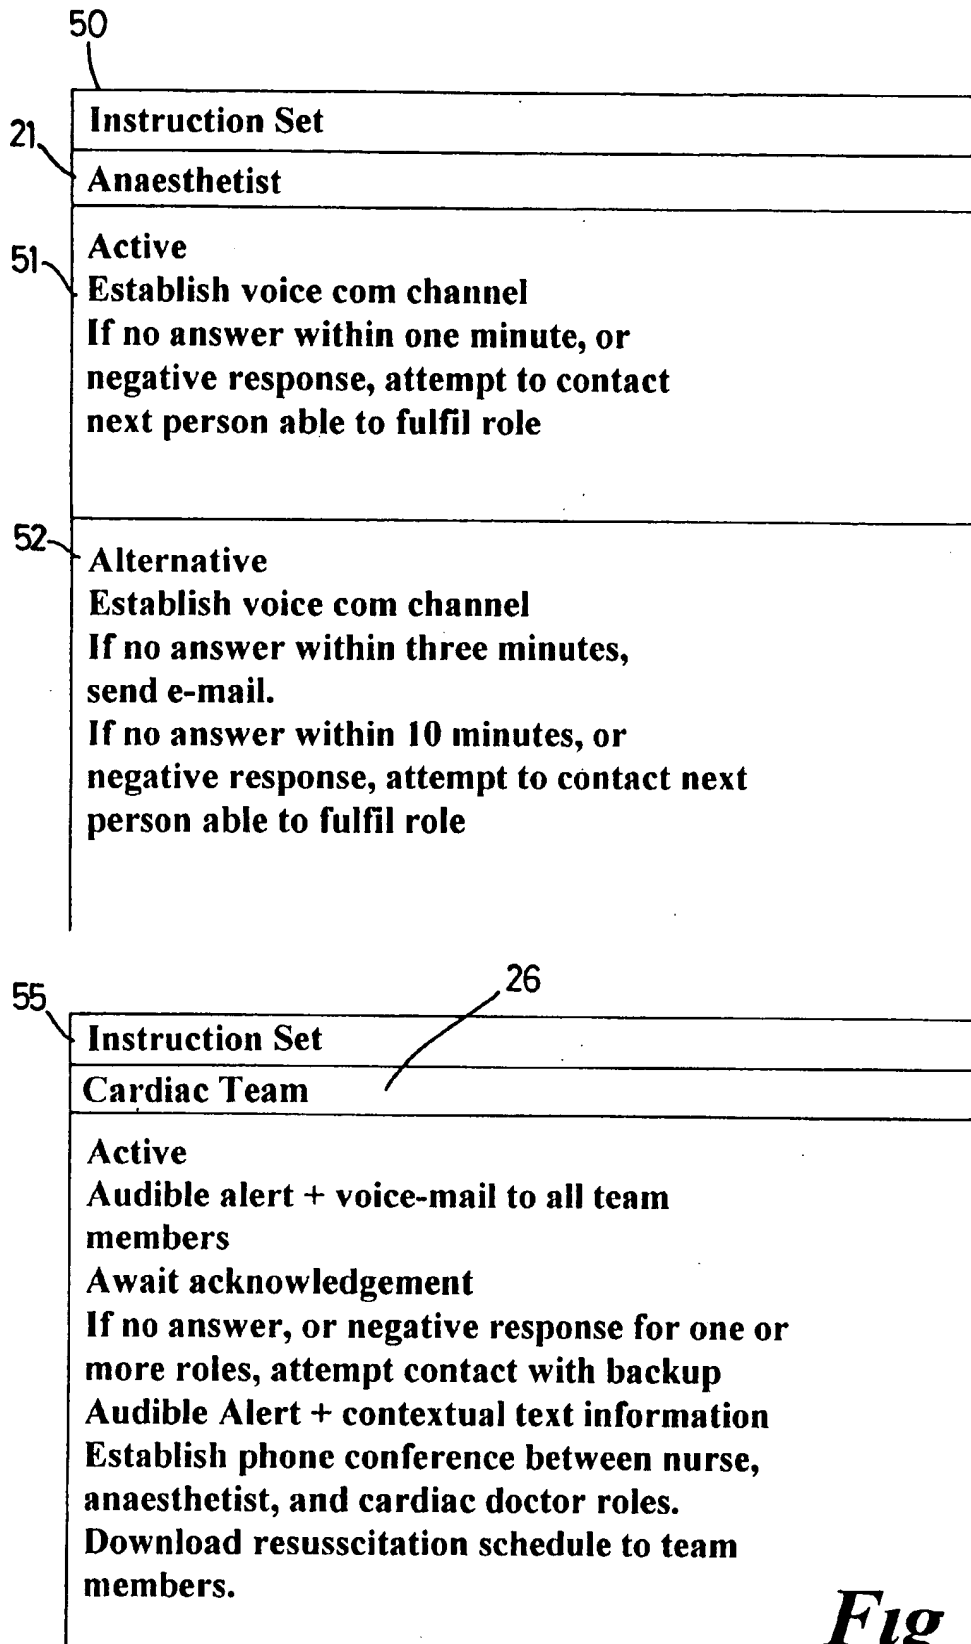 50
Instruction Set
21
Anaesthetist
51
Active
Establish voice com channel
If no answer within one minute, or
negative response, attempt to contact
next person able to fulfil role
52
Alternative
Establish voice com channel
If no answer within three minutes,
send e-mail.
If no answer within 10 minutes, or
negative response, attempt to contact next
person able to fulfil role
26
55
Instruction Set
Cardiac Team
Active
Audible alert + voice-mail to all team
members
Await acknowledgement
If no answer, or negative response for one or
more roles, attempt contact with backup
Audible Alert + contextual text information
Establish phone conference between nurse,
anaesthetist, and cardiac doctor roles.
Download resusscitation schedule to team
members.
Fig